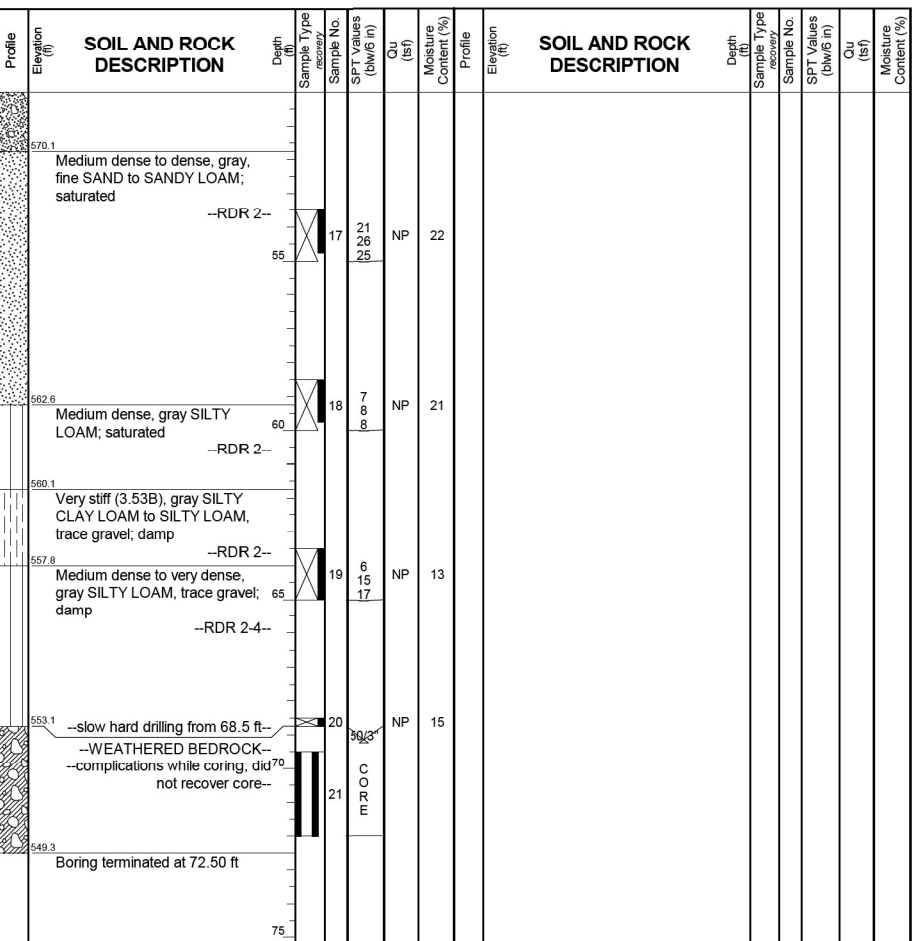 Profile
Elevation
(ft)
SOIL AND ROCK
DESCRIPTION
Depth
(ft)
Sample Type
recovery
Sample No.
SPT Values
(blw/6 in)
Qu
(tsf)
Moisture
Content (%)
Profile
Elevation
(ft)
SOIL AND ROCK
DESCRIPTION
Depth
(ft)
Sample Type
recovery
Sample No.
SPT Values
(blw/6 in)
Qu
(tsf)
Moisture
Content (%)
570.1
Medium dense to dense, gray,
fine SAND to SANDY LOAM;
saturated
--RDR 2--
55
17
21
26
25
NP
22
562.6
Medium dense, gray SILTY
LOAM; saturated
--RDR 2--
60
18
7
8
8
NP
21
560.1
Very stiff (3.53B), gray SILTY
CLAY LOAM to SILTY LOAM,
trace gravel; damp
--RDR 2--
557.8
Medium dense to very dense,
gray SILTY LOAM, trace gravel;
damp
--RDR 2-4--
65
19
6
15
17
NP
13
553.1
--slow hard drilling from 68.5 ft--
20
50/3"
NP
15
--WEATHERED BEDROCK--
--complications while coring; did
not recover core--
70
21
C
O
R
E
549.3
Boring terminated at 72.50 ft
75